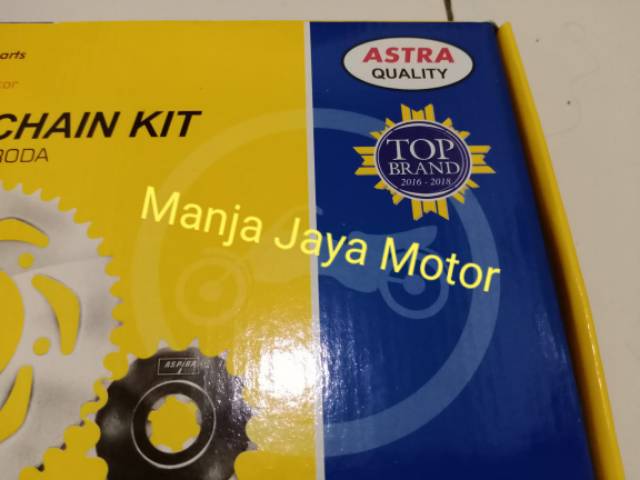 arts
tor
CHAIN KIT
RODA
ASTRA
QUALITY
TOP
BRAND
2016 - 2018
Manja Jaya Motor
ASPIRA